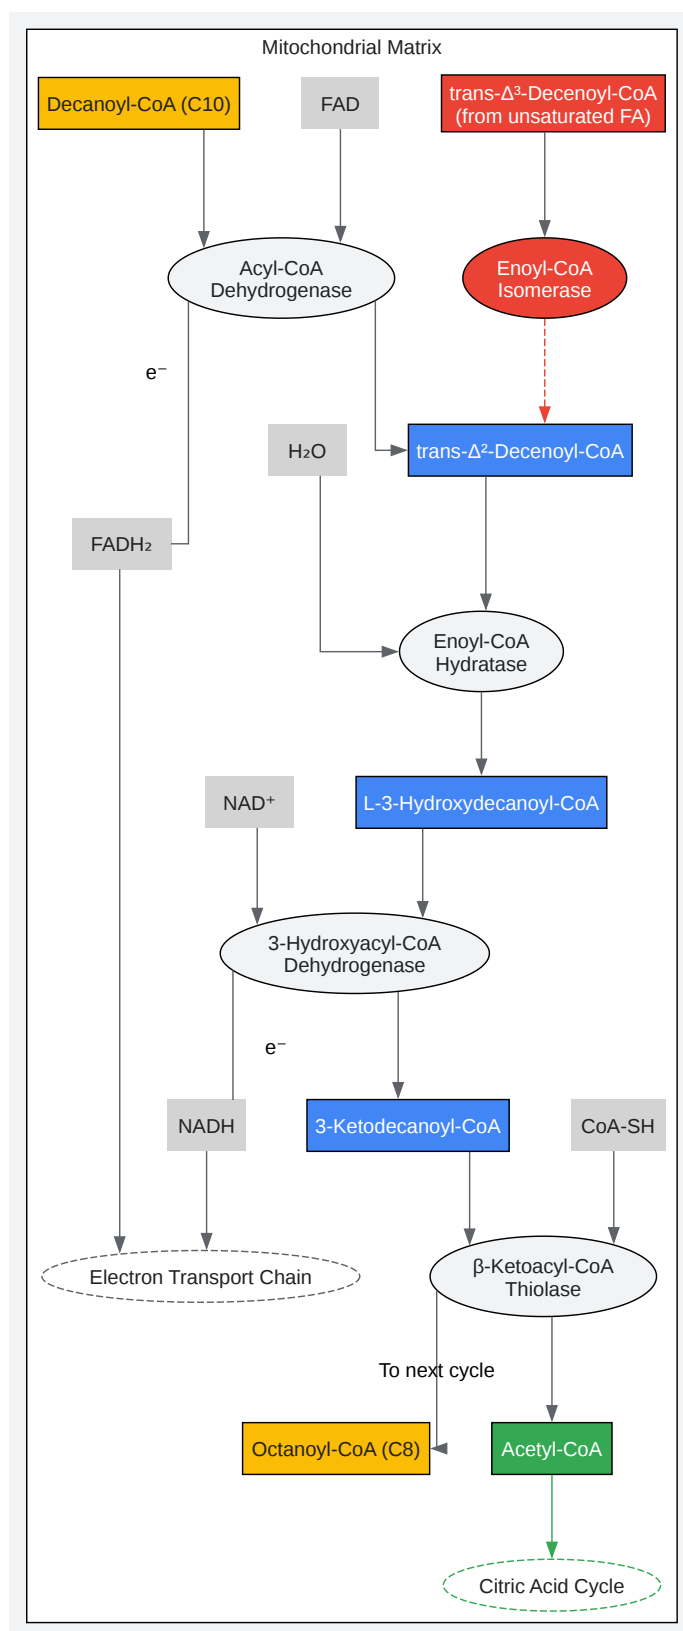 Mitochondrial Matrix
Decanoyl-CoA (C10)
FAD
trans-Δ³-Decenoyl-CoA
(from unsaturated FA)
Acyl-CoA
Dehydrogenase
Enoyl-CoA
Isomerase
e⁻
H₂O
trans-Δ²-Decenoyl-CoA
FADH₂
Enoyl-CoA
Hydratase
NAD⁺
L-3-Hydroxydecanoyl-CoA
3-Hydroxyacyl-CoA
Dehydrogenase
e⁻
NADH
3-Ketodecanoyl-CoA
CoA-SH
Electron Transport Chain
β-Ketoacyl-CoA
Thiolase
To next cycle
Octanoyl-CoA (C8)
Acetyl-CoA
Citric Acid Cycle